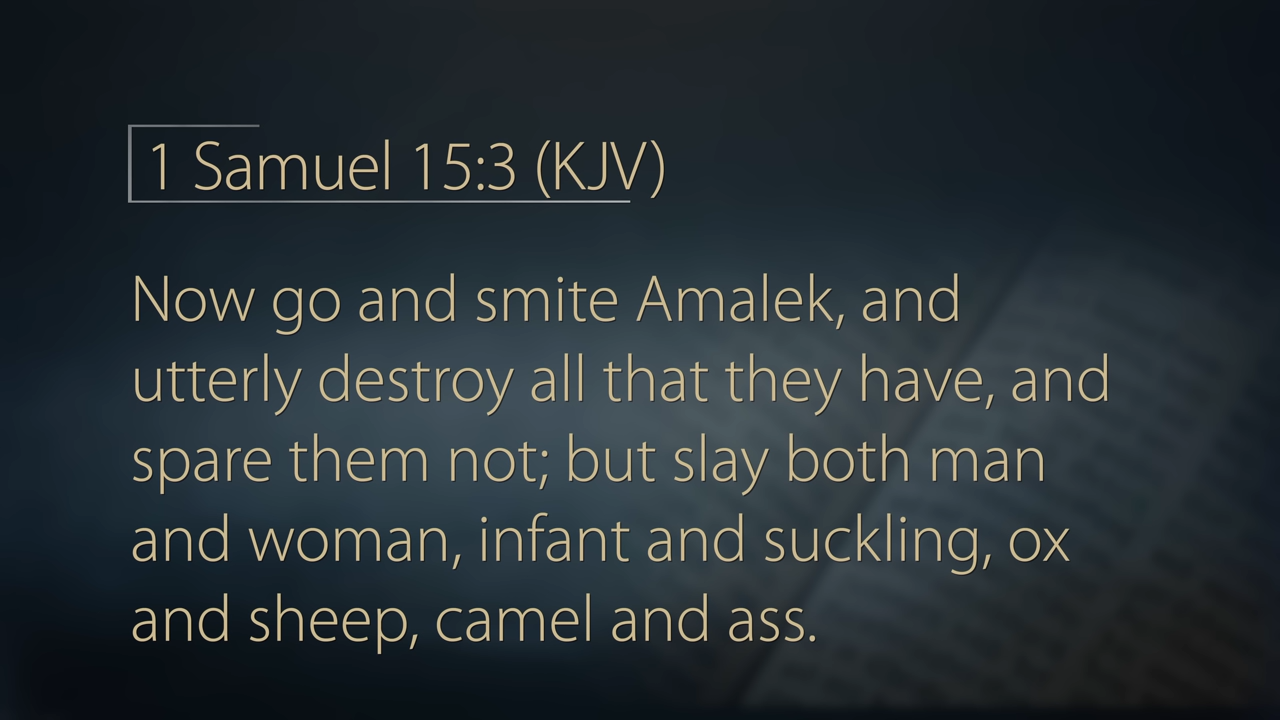 1 Samuel 15:3 (KJV)
Now go and smite Amalek, and
utterly destroy all that they have, and
spare them not; but slay both man
and woman, infant and suckling, ox
and sheep, camel and ass.